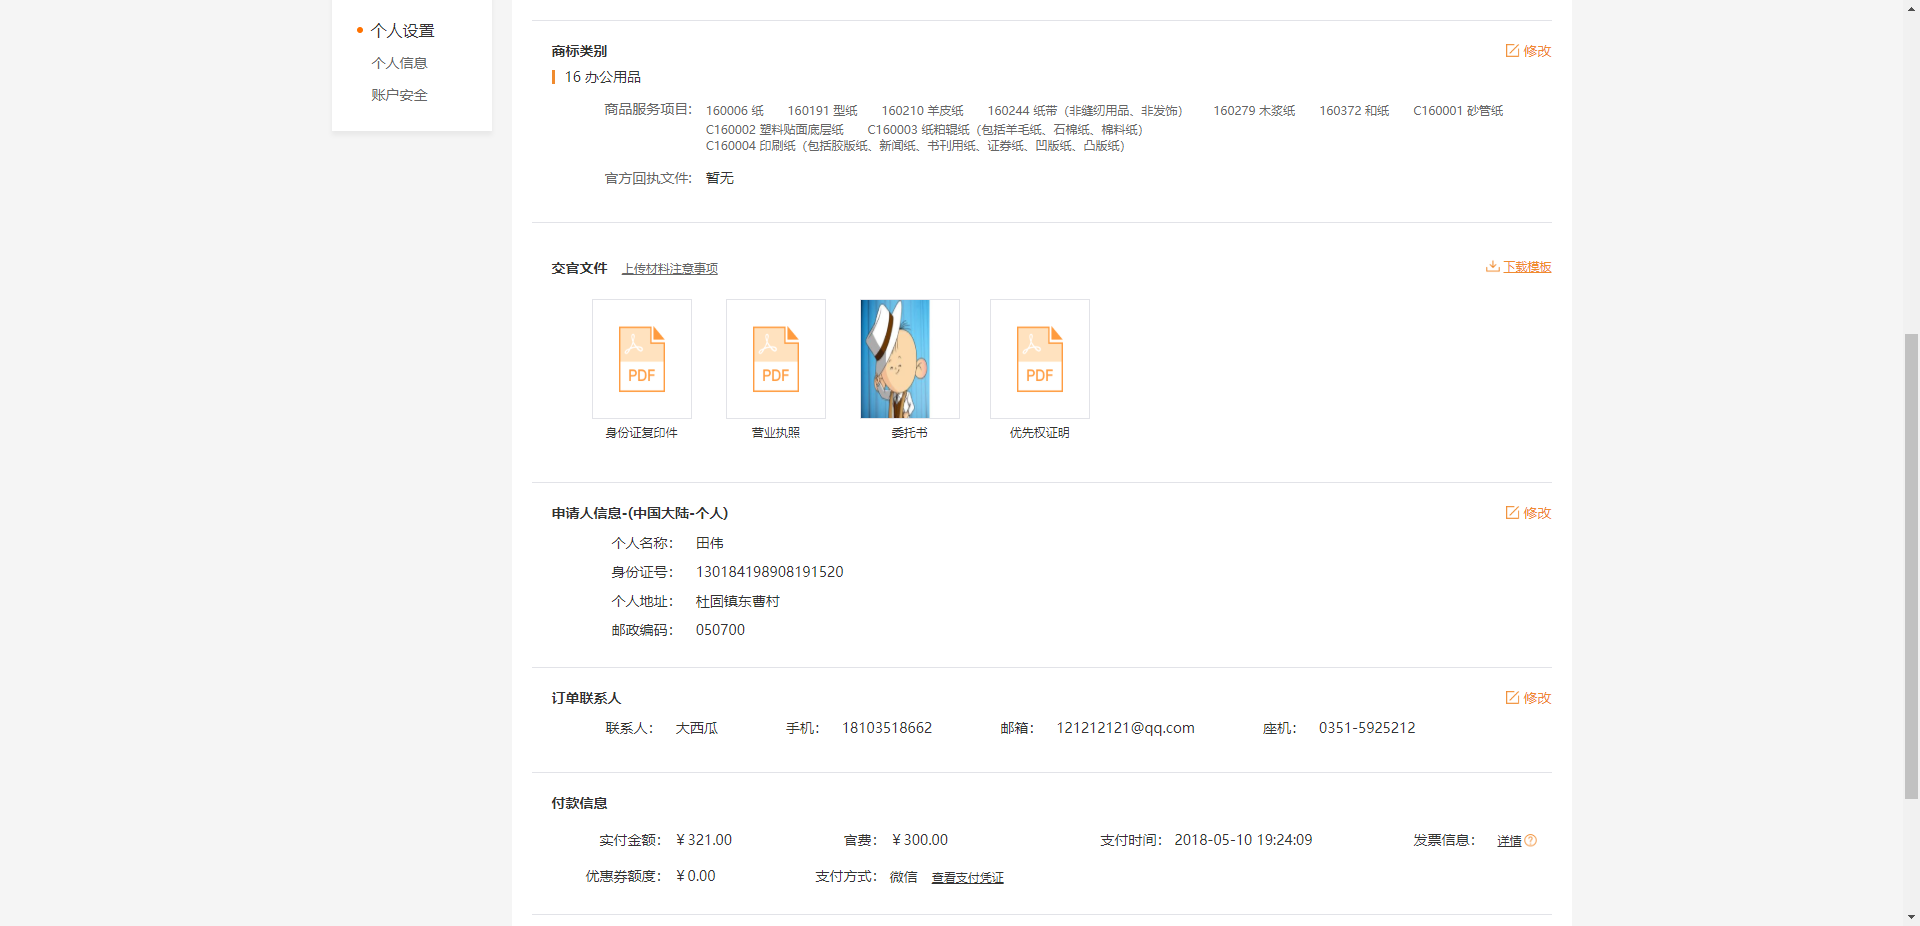 个人设置
个人信息
账户安全
商标类别 修改
16 办公用品
商品服务项目: 160006 纸 160191 型纸 160210 羊皮纸 160244 纸带（非缝纫用品、非发饰） 160279 木浆纸 160372 和纸 C160001 砂管纸
C160002 塑料贴面底层纸 C160003 纸粕辊纸（包括羊毛纸、石棉纸、棉料纸）
C160004 印刷纸（包括胶版纸、新闻纸、书刊用纸、证券纸、凹版纸、凸版纸）
官方回执文件: 暂无
交官文件 上传材料注意事项 下载模板
PDF PDF PDF
身份证复印件 营业执照 委托书 优先权证明
申请人信息-(中国大陆-个人) 修改
个人名称： 田伟
身份证号： 130184198908191520
个人地址： 杜固镇东曹村
邮政编码： 050700
订单联系人 修改
联系人： 大西瓜 手机： 18103518662 邮箱： 121212121@qq.com 座机： 0351-5925212
付款信息
实付金额： ￥321.00 官费： ￥300.00 支付时间： 2018-05-10 19:24:09 发票信息： 详情
优惠券额度： ￥0.00 支付方式： 微信 查看支付凭证